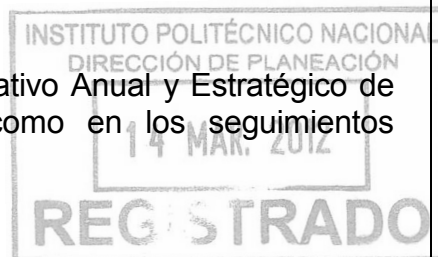 INSTITUTO POLITÉCNICO NACIONAL
DIRECCIÓN DE PLANEACIÓN
ativo Anual y Estratégico de
como en los seguimientos
14 MAR. 2012
REGISTRADO